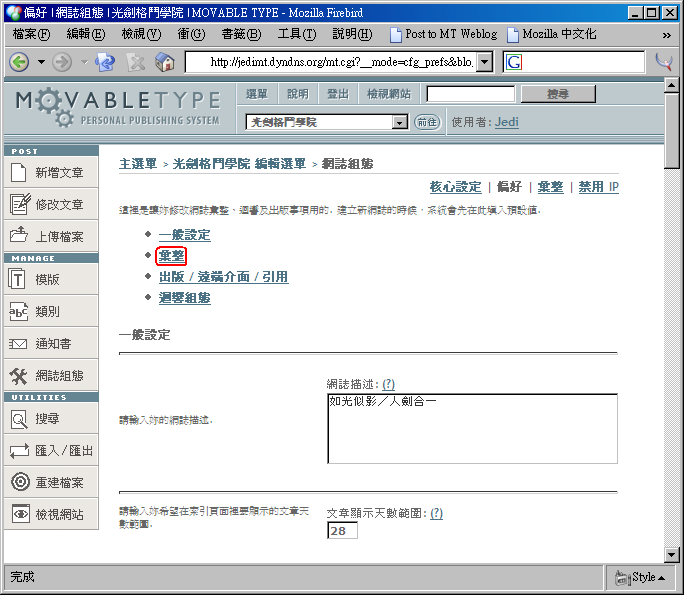 偏好 | 網誌組態 | 光劍格鬥學院 | MOVABLE TYPE - Mozilla Firebird
檔案(F) 編輯(E) 檢視(V) 衝(G) 書籤(B) 工具(T) 說明(H) Post to MT Weblog Mozilla 中文化 »
http://jedimt.dyndns.org/mt.cgi?__mode=cfg_prefs&blo G
MOVABLETYPE
PERSONAL PUBLISHING SYSTEM
選單 說明 登出 檢視網站 搜尋
光劍格鬥學院 前往 使用者: Jedi
POST
新增文章
修改文章
上傳檔案
MANAGE
模版
類別
通知書
網誌組態
UTILITIES
搜尋
匯入/匯出
重建檔案
檢視網站
主選單 > 光劍格鬥學院 編輯選單 > 網誌組態
核心設定 | 偏好 | 彙整 | 禁用 IP
這裡是讓妳修改網誌彙整、迴響及出版事項用的. 建立新網誌的時候, 系統會先在此填入預設值.
一般設定
彙整
出版 / 遠端介面 / 引用
迴響組態
一般設定
網誌描述: (?)
請輸入妳的網誌描述.
如光似影／人劍合一
請輸入妳希望在索引頁面裡要顯示的文章天
數範圍.
文章顯示天數範圍: (?)
28
完成 Style